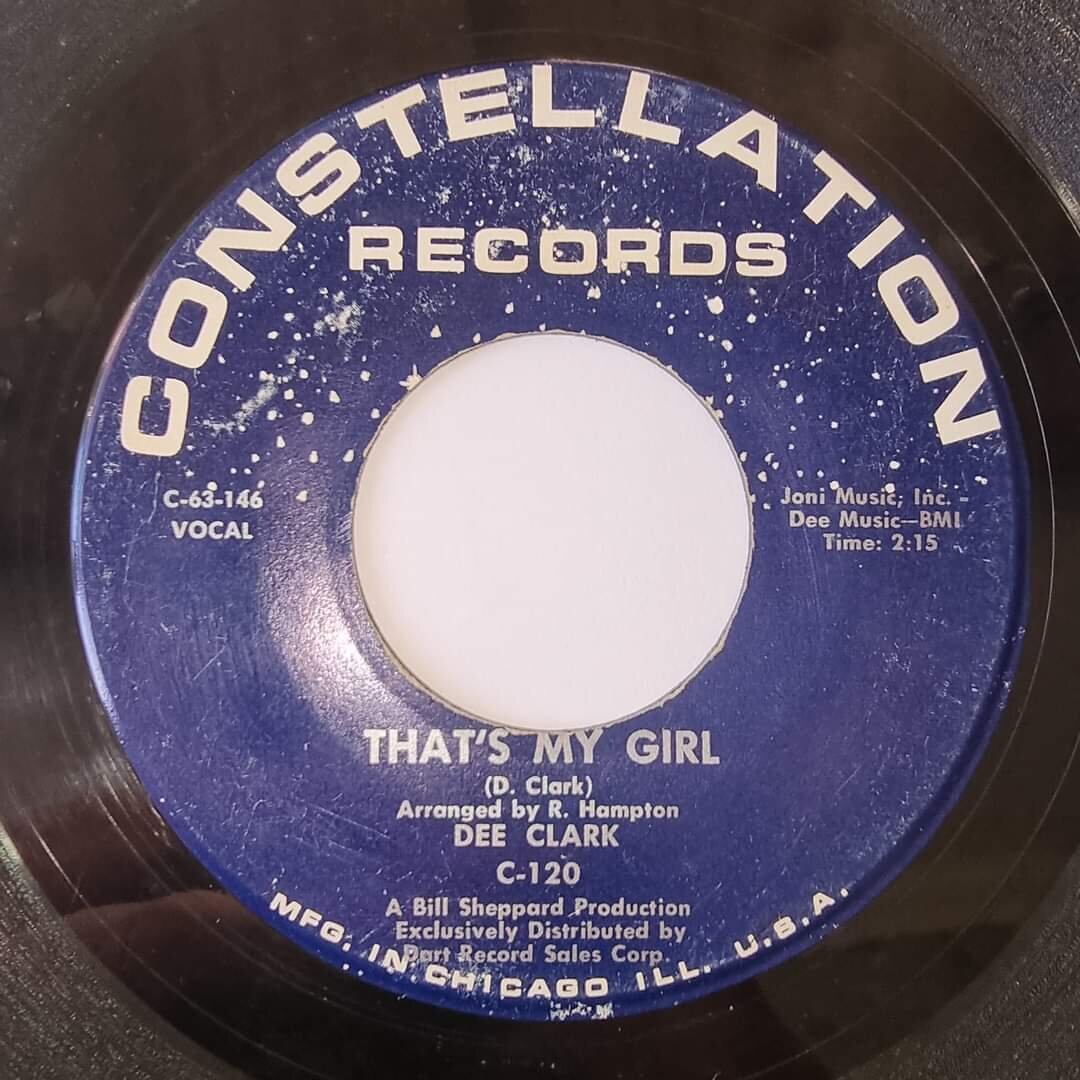 CONSTELLATION
RECORDS
C-63-146
VOCAL
Joni Music, Inc. -
Dee Music—BMI
Time: 2:15
THAT'S MY GIRL
(D. Clark)
Arranged by R. Hampton
DEE CLARK
C-120
A Bill Sheppard Production
Exclusively Distributed by
Dart Record Sales Corp.
MFG. IN CHICAGO ILL. U.S.A.